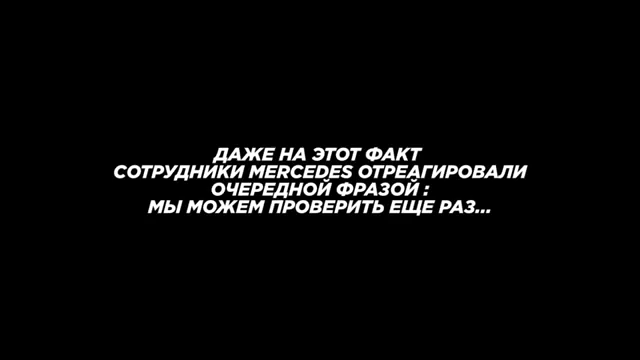 ДАЖЕ НА ЭТОТ ФАКТ
СОТРУДНИКИ MERCEDES ОТРЕАГИРОВАЛИ
ОЧЕРЕДНОЙ ФРАЗОЙ :
МЫ МОЖЕМ ПРОВЕРИТЬ ЕЩЕ РАЗ...